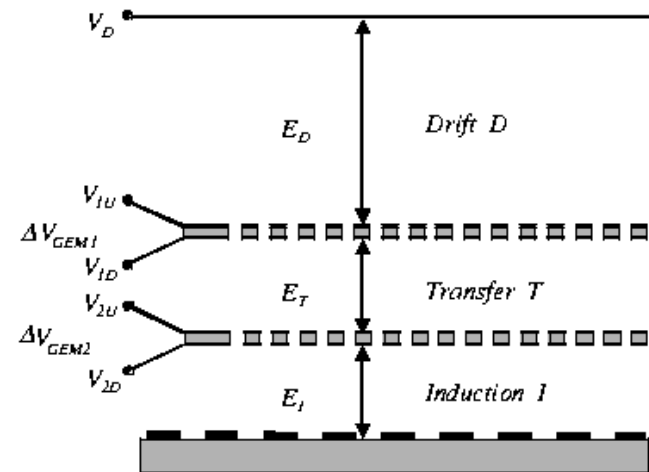 V_D
E_D Drift D
V_1U
ΔV_GEM1
V_1D
E_T Transfer T
V_2U
ΔV_GEM2
V_2D
E_I Induction I